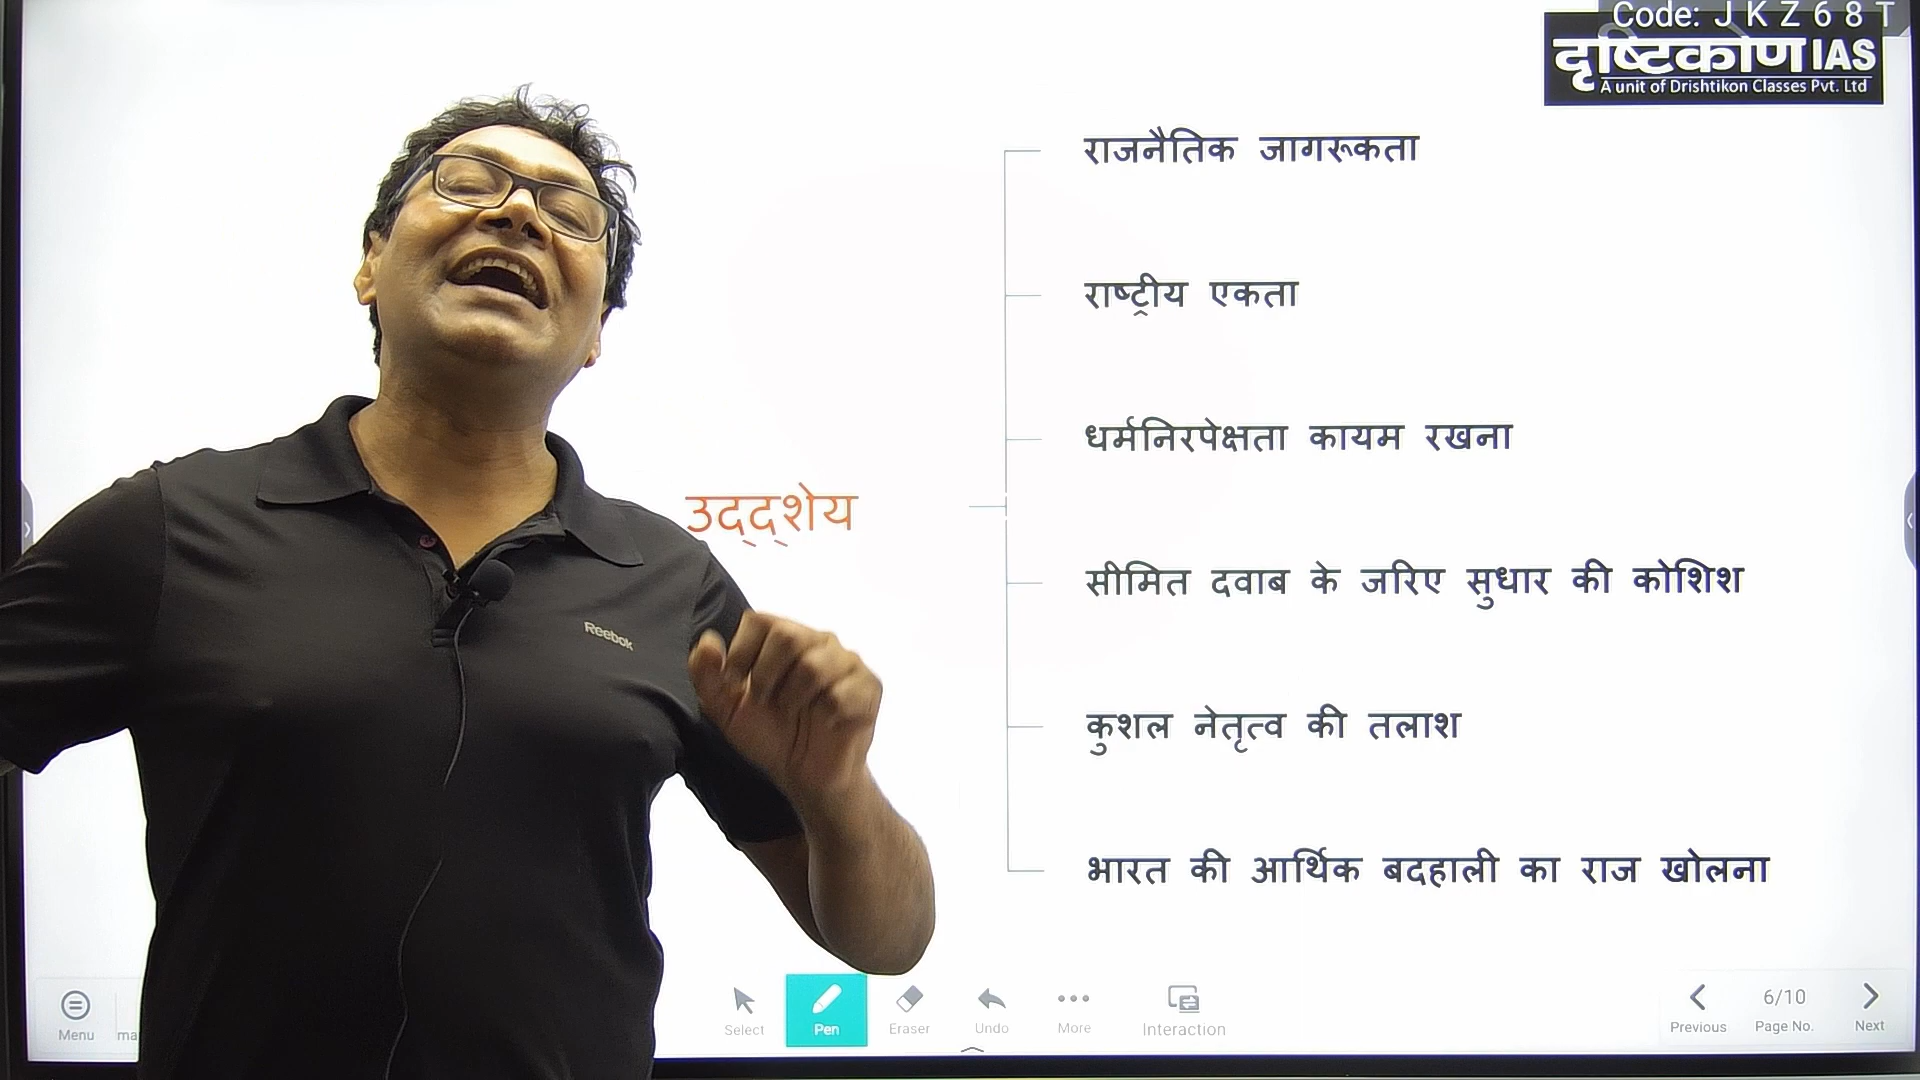 Code: J K Z 6 8 T
दृष्टिकोण IAS
A unit of Drishtikon Classes Pvt. Ltd
राजनैतिक जागरूकता
राष्ट्रीय एकता
धर्मनिरपेक्षता कायम रखना
उद्द्शेय
सीमित दवाब के जरिए सुधार की कोशिश
Reebok
कुशल नेतृत्व की तलाश
भारत की आर्थिक बदहाली का राज खोलना
Menu
Select
Pen
Eraser
Undo
More
Interaction
Previous
6/10
Page No.
Next